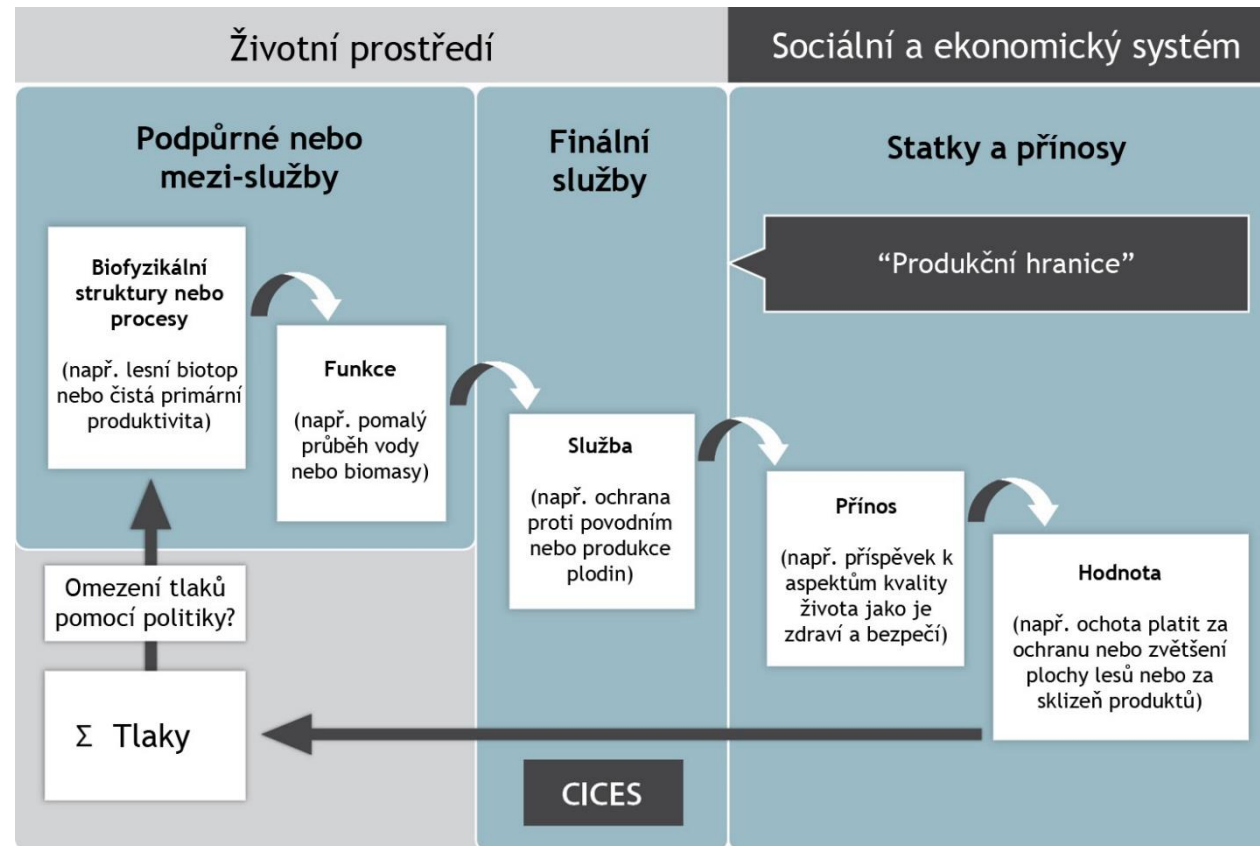 Životní prostředí
Sociální a ekonomický systém
Podpůrné nebo
mezi-služby
Finální
služby
Statky a přínosy
“Produkční hranice”
Biofyzikální
struktury nebo
procesy
(např. lesní biotop
nebo čistá primární
produktivita)
Funkce
(např. pomalý
průběh vody
nebo biomasy)
Služba
(např. ochrana
proti povodním
nebo produkce
plodin)
Přínos
(např. příspěvek k
aspektům kvality
života jako je
zdraví a bezpečí)
Hodnota
(např. ochota platit za
ochranu nebo zvětšení
plochy lesů nebo za
sklizeň produktů)
Omezení tlaků
pomocí politiky?
Σ Tlaky
CICES